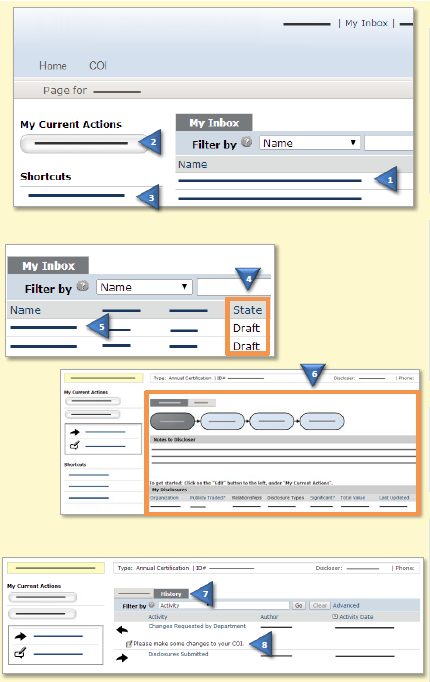 | My Inbox |
Home COI
Page for
My Current Actions
2
Shortcuts
3
My Inbox
Filter by ? Name
Name
1
My Inbox
4
Filter by ? Name
Name State
5 Draft
Draft
6
Type: Annual Certification | ID# Discloser: | Phone:
My Current Actions
Shortcuts
Notes to Discloser
To get started: Click on the "Edit" button to the left, under "My Current Actions".
My Disclosures
Organization Publicly Traded? Relationships Disclosure Types Significant? Total Value Last Updated
Type: Annual Certification | ID# Discloser: | Phone:
My Current Actions
History 7
Filter by ? Activity Go Clear Advanced
Activity Author Activity Date
Changes Requested by Department
Please make some changes to your COI. 8
Disclosures Submitted